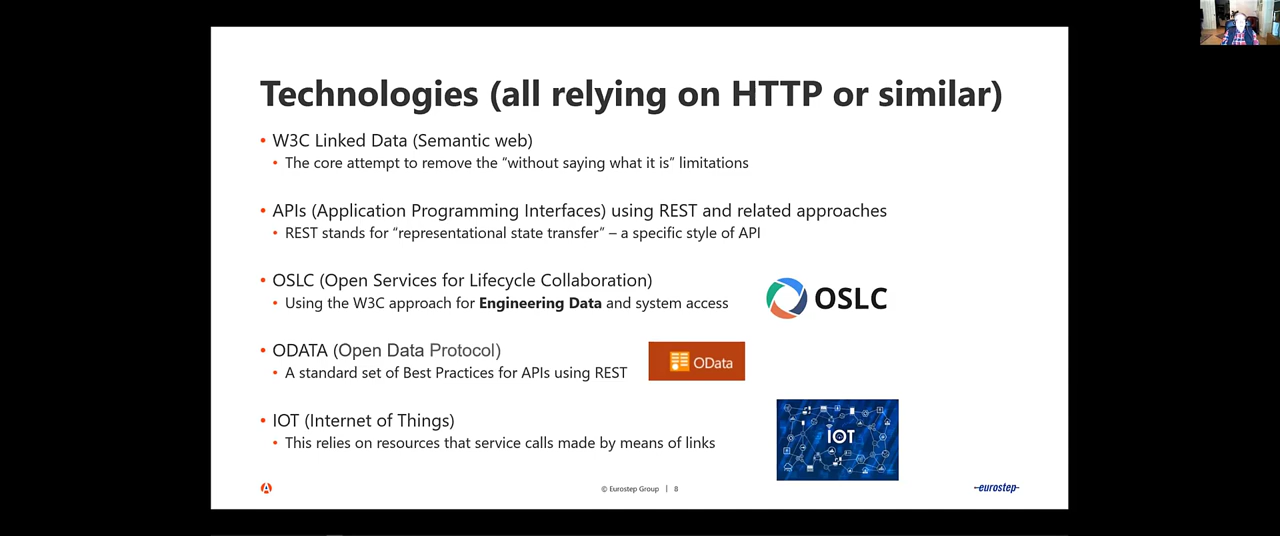 Technologies (all relying on HTTP or similar)
• W3C Linked Data (Semantic web)
• The core attempt to remove the “without saying what it is” limitations
• APIs (Application Programming Interfaces) using REST and related approaches
• REST stands for “representational state transfer” – a specific style of API
• OSLC (Open Services for Lifecycle Collaboration)
• Using the W3C approach for Engineering Data and system access
OSLC
• ODATA (Open Data Protocol)
• A standard set of Best Practices for APIs using REST
OData
• IOT (Internet of Things)
• This relies on resources that service calls made by means of links
IOT
© Eurostep Group | 8
eurostep